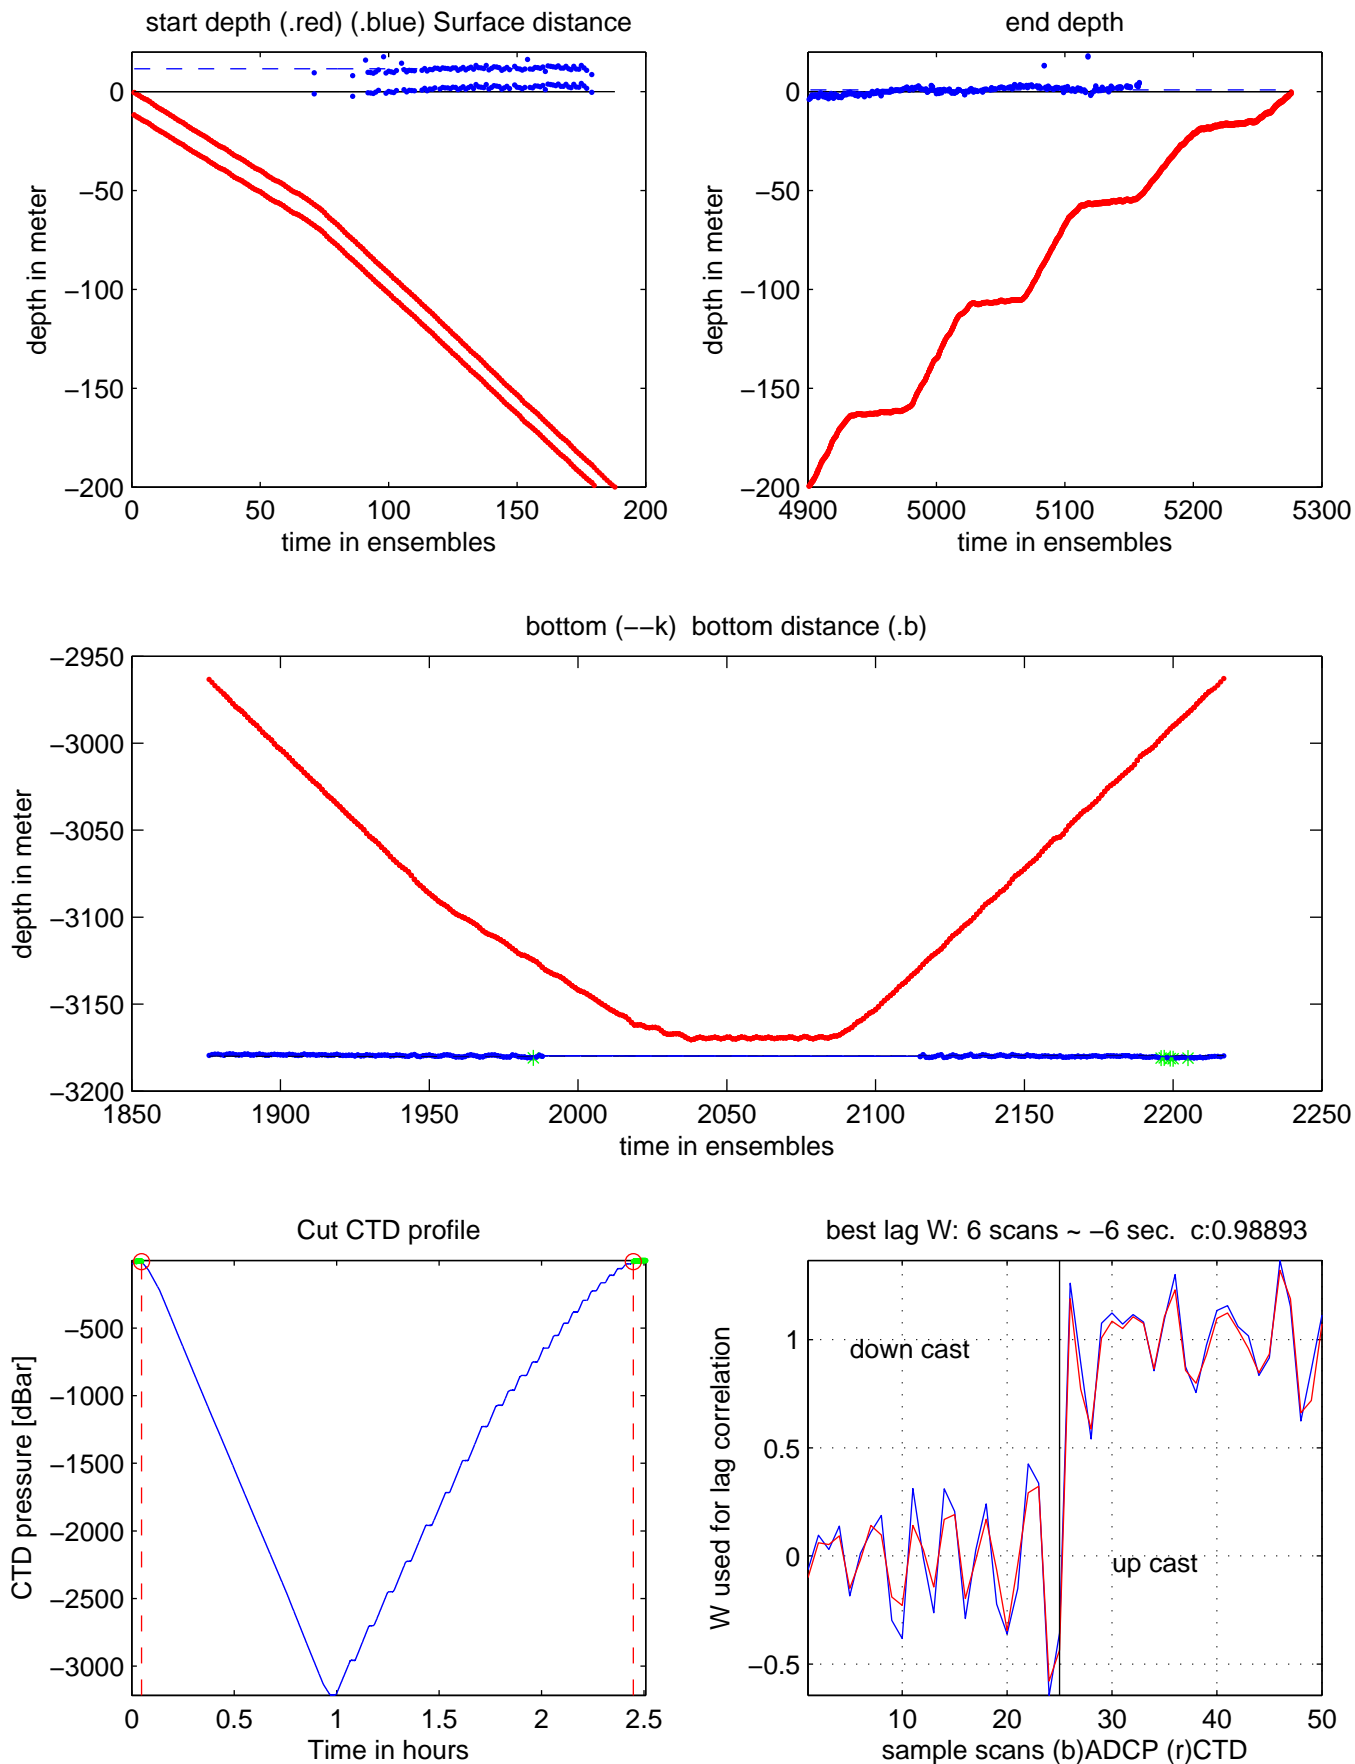 start depth (.red) (.blue) Surface distance
end depth
0
−50
−100
−150
−200
depth in meter
0 50 100 150 200
time in ensembles
0
−50
−100
−150
−200
depth in meter
4900 5000 5100 5200 5300
time in ensembles
bottom (−−k) bottom distance (.b)
−2950
−3000
−3050
−3100
−3150
−3200
depth in meter
1850 1900 1950 2000 2050 2100 2150 2200 2250
time in ensembles
Cut CTD profile
−500
−1000
−1500
−2000
−2500
−3000
CTD pressure [dBar]
0 0.5 1 1.5 2 2.5
Time in hours
best lag W: 6 scans ~ −6 sec. c:0.98893
1
0.5
0
−0.5
W used for lag correlation
down cast
up cast
10 20 30 40 50
sample scans (b)ADCP (r)CTD